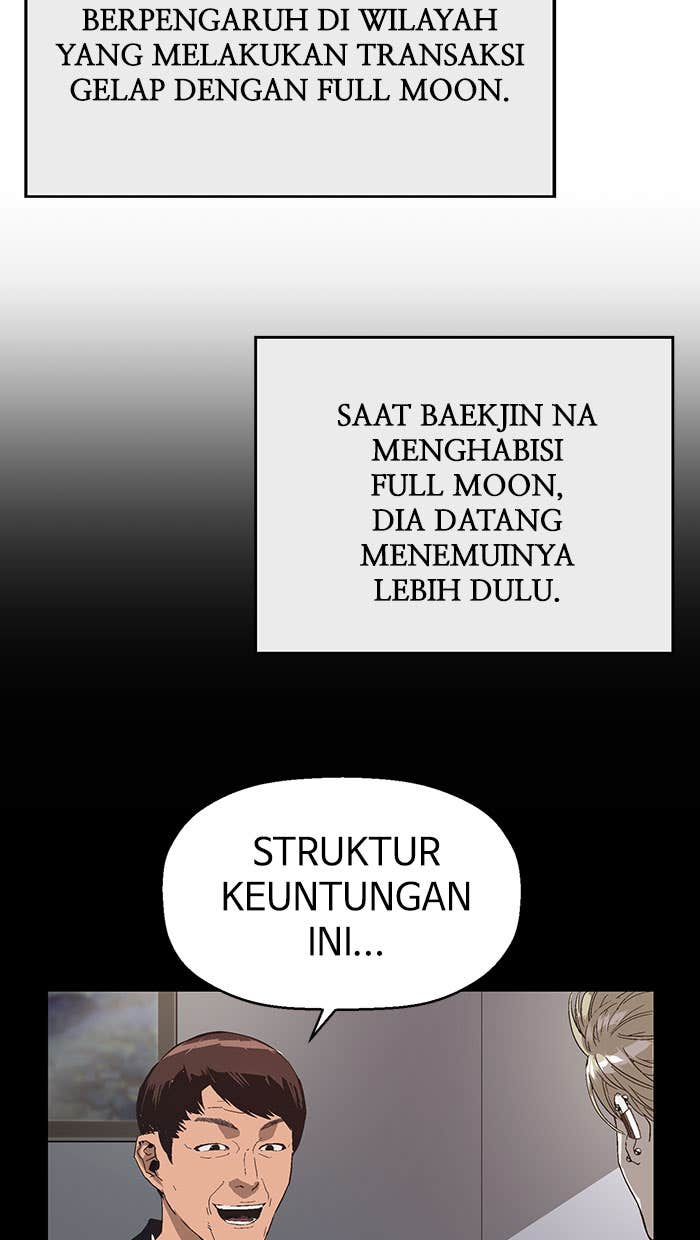 BERPENGARUH DI WILAYAH
YANG MELAKUKAN TRANSAKSI
GELAP DENGAN FULL MOON.
SAAT BAEKJIN NA
MENGHABISI
FULL MOON,
DIA DATANG
MENEMUINYA
LEBIH DULU.
STRUKTUR
KEUNTUNGAN
INI...